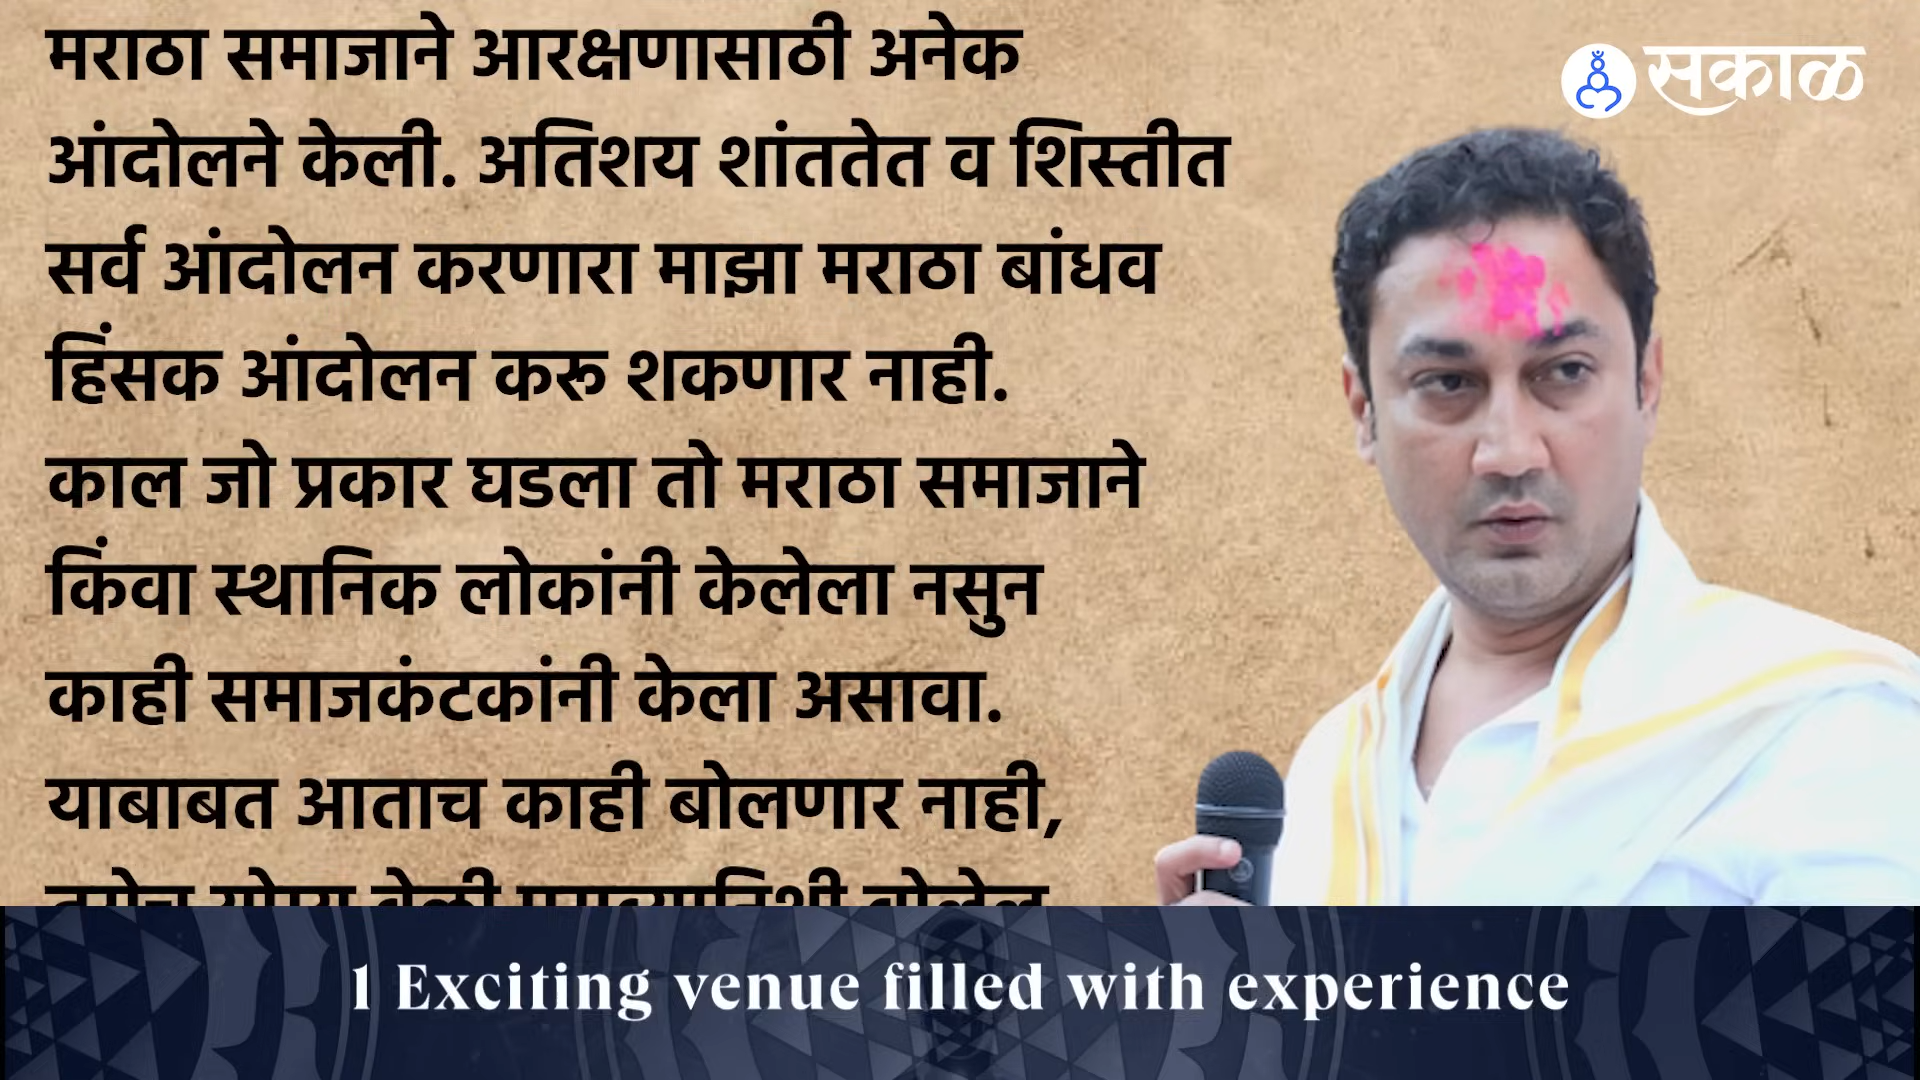 मराठा समाजाने आरक्षणासाठी अनेक
आंदोलने केली. अतिशय शांततेत व शिस्तीत
सर्व आंदोलन करणारा माझा मराठा बांधव
हिंसक आंदोलन करू शकणार नाही.
काल जो प्रकार घडला तो मराठा समाजाने
किंवा स्थानिक लोकांनी केलेला नसुन
काही समाजकंटकांनी केला असावा.
याबाबत आताच काही बोलणार नाही,
योग्य वेळी बोलेल
सकाळ
1 Exciting venue filled with experience